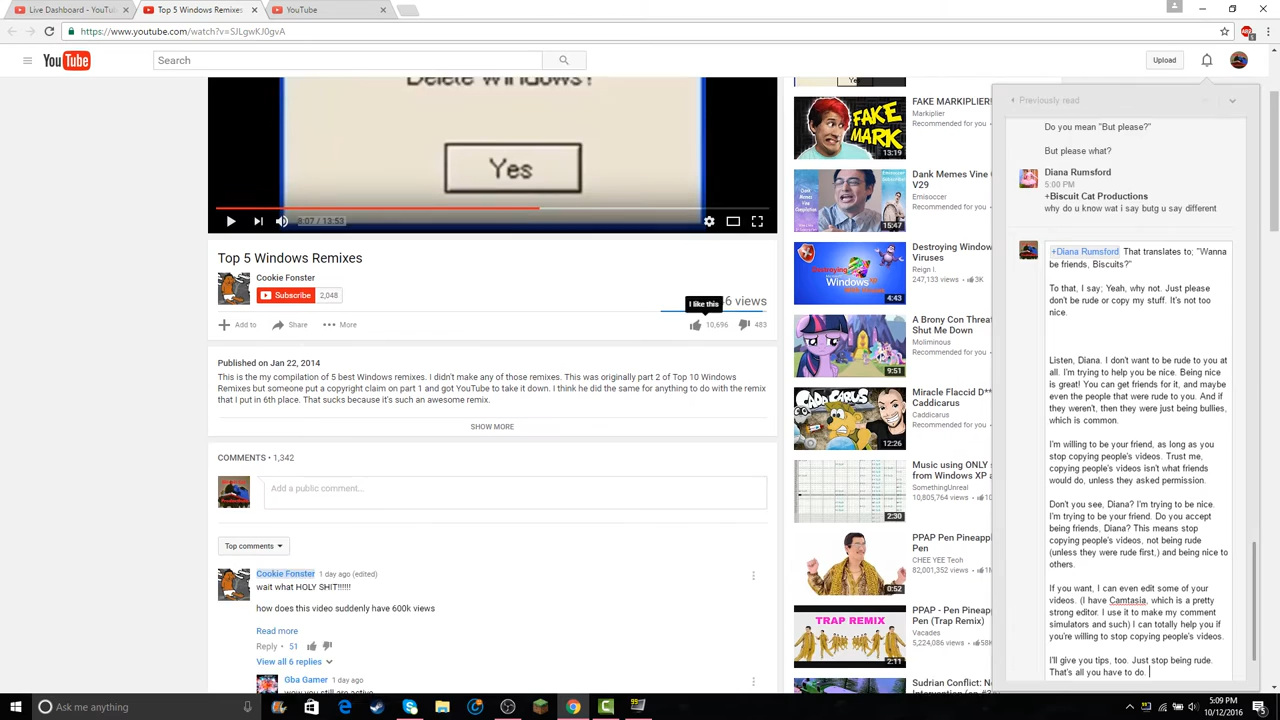 Live Dashboard - YouTub
Top 5 Windows Remixes
YouTube
https://www.youtube.com/watch?v=SJLgwKJ0gvA
YouTube
Search
Upload
Delete windows?
Yes
8:07 / 13:53
Top 5 Windows Remixes
Cookie Fonster
Subscribe
2,048
6 views
I like this
Add to
Share
More
10,696
483
Published on Jan 22, 2014
This is my compilation of 5 best Windows remixes. I didn't make any of those remixes. This was originally part 2 of Top 10 Windows
Remixes but someone put a copyright claim on part 1 and got YouTube to take it down. I think he did the same for anything to do with the remix
that I put in 6th place. That sucks because it's such an awesome remix.
SHOW MORE
COMMENTS • 1,342
Add a public comment...
Top comments
Cookie Fonster 1 day ago (edited)
wait what HOLY SHIT!!!!!!
how does this video suddenly have 600k views
Read more
Reply • 51
View all 6 replies
Gba Gamer 1 day ago
wow you still are active
Ye
FAKE MARKIPLIER
Markiplier
Recommended for you
FAKE
MARK
13:19
Dank Memes Vine
V29
Emisoccer
Recommended for you
15:47
Destroying Window
Viruses
Reign I.
247,133 views • 3K
Destroying
Windows
4:43
A Brony Con Threat
Shut Me Down
Moliminous
Recommended for you
9:51
Miracle Flaccid D**
Caddicarus
Caddicarus
Recommended for you
CADDICARUS
12:26
Music using ONLY s
from Windows XP a
SomethingUnreal
10,765,764 views
2:30
PPAP Pen Pineapp
Pen
CHEE YEE Teoh
82,001,352 views
0:52
PPAP - Pen Pineap
Pen (Trap Remix)
Vacades
5,224,086 views • 58K
TRAP REMIX
2:11
Sudrian Conflict: N
Previously read
Do you mean "But please?"
But please what?
Diana Rumsford
5:00 PM
+Biscuit Cat Productions
why do u know wat i say butg u say different
+Diana Rumsford That translates to; "Wanna
be friends, Biscuits?"
To that, I say; Yeah, why not. Just please
don't be rude or copy my stuff. It's not too
nice.
Listen, Diana. I don't want to be rude to you at
all. I'm trying to help you be nice. Being nice
is great! You can get friends for it, and maybe
even the people that were rude to you. And if
they weren't, then they were just being bullies,
which is common.
I'm willing to be your friend, as long as you
stop copying people's videos. Trust me,
copying people's videos isn't what friends
would do, unless they asked permission.
Don't you see, Diana? I'm trying to be nice.
I'm trying to be your friend. Do you accept
being friends, Diana? This means stop
copying people's videos, not being rude
(unless they were rude first,) and being nice to
others.
If you want, I can even edit some of your
videos. (I have Camtasia, which is a pretty
strong editor. I use it to make my comment
simulators and such) I can totally help you if
you're willing to stop copying people's videos.
I'll give you tips, too. Just stop being rude.
That's all you have to do.
Ask me anything
5:09 PM
10/12/2016